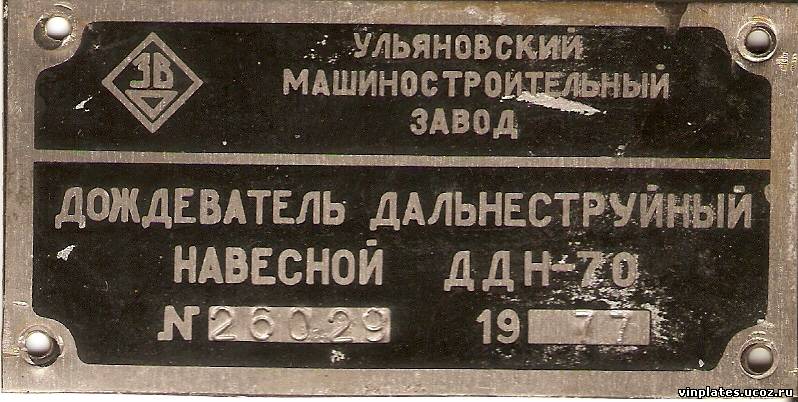 ЗВ
УЛЬЯНОВСКИЙ
МАШИНОСТРОИТЕЛЬНЫЙ
ЗАВОД
ДОЖДЕВАТЕЛЬ ДАЛЬНЕСТРУЙНЫЙ
НАВЕСНОЙ ДДН-70
№ 26029 1977
vinplates.ucoz.ru